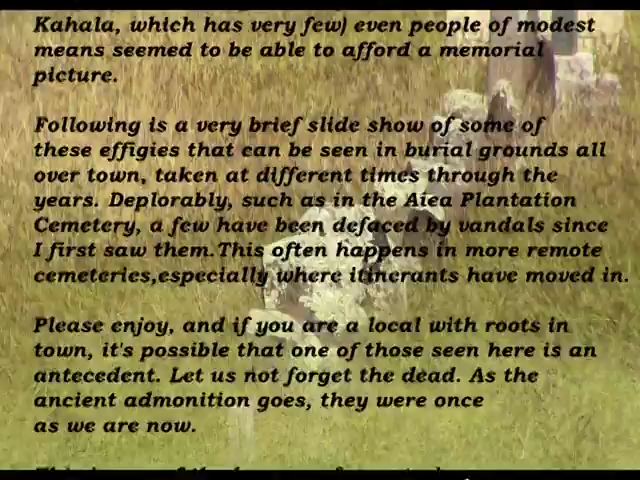 Kahala, which has very few) even people of modest
means seemed to be able to afford a memorial
picture.
Following is a very brief slide show of some of
these effigies that can be seen in burial grounds all
over town, taken at different times through the
years. Deplorably, such as in the Aiea Plantation
Cemetery, a few have been defaced by vandals since
I first saw them.This often happens in more remote
cemeteries,especially where itinerants have moved in.
Please enjoy, and if you are a local with roots in
town, it's possible that one of those seen here is an
antecedent. Let us not forget the dead. As the
ancient admonition goes, they were once
as we are now.